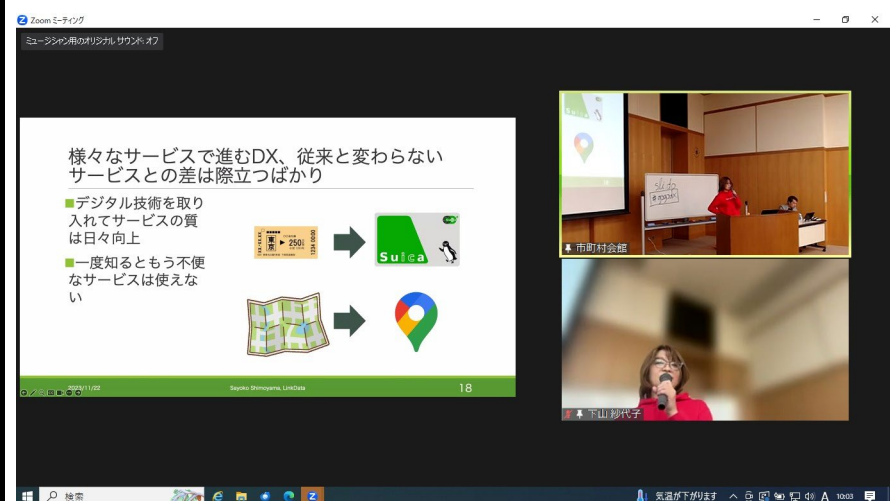 Zoom ミーティング
ミュージシャン用のオリジナル サウンド: オフ
様々なサービスで進むDX、従来と変わらない
サービスとの差は際立つばかり
■デジタル技術を取り
入れてサービスの質
は日々向上
■一度知るともう不便
なサービスは使えな
い
東京 ▶ 250
1234 00:00
Suica
2023/11/22
Sayoko Shimoyama, LinkData
18
slido
市町村会館
下山 紗代子
検索
気温が下がります
A
10:03